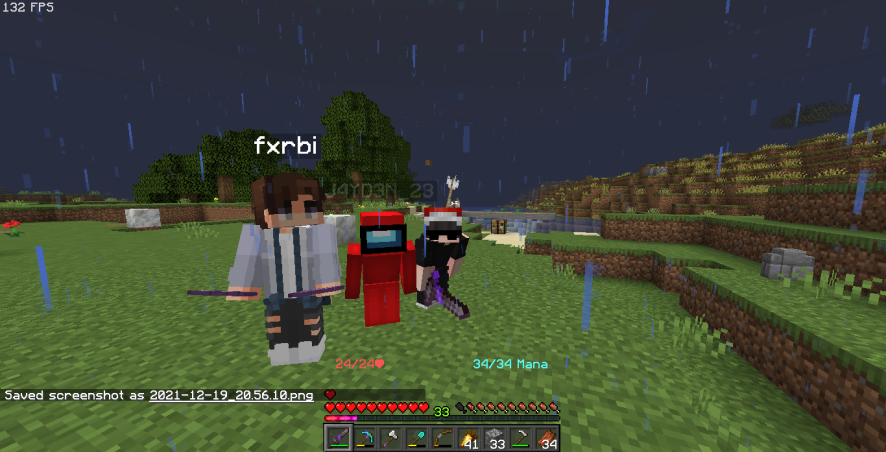 132 FPS
fxrbi
J4YD3N_23
24/24❤ 34/34 Mana
Saved screenshot as 2021-12-19_20.56.10.png
33
41 33 34